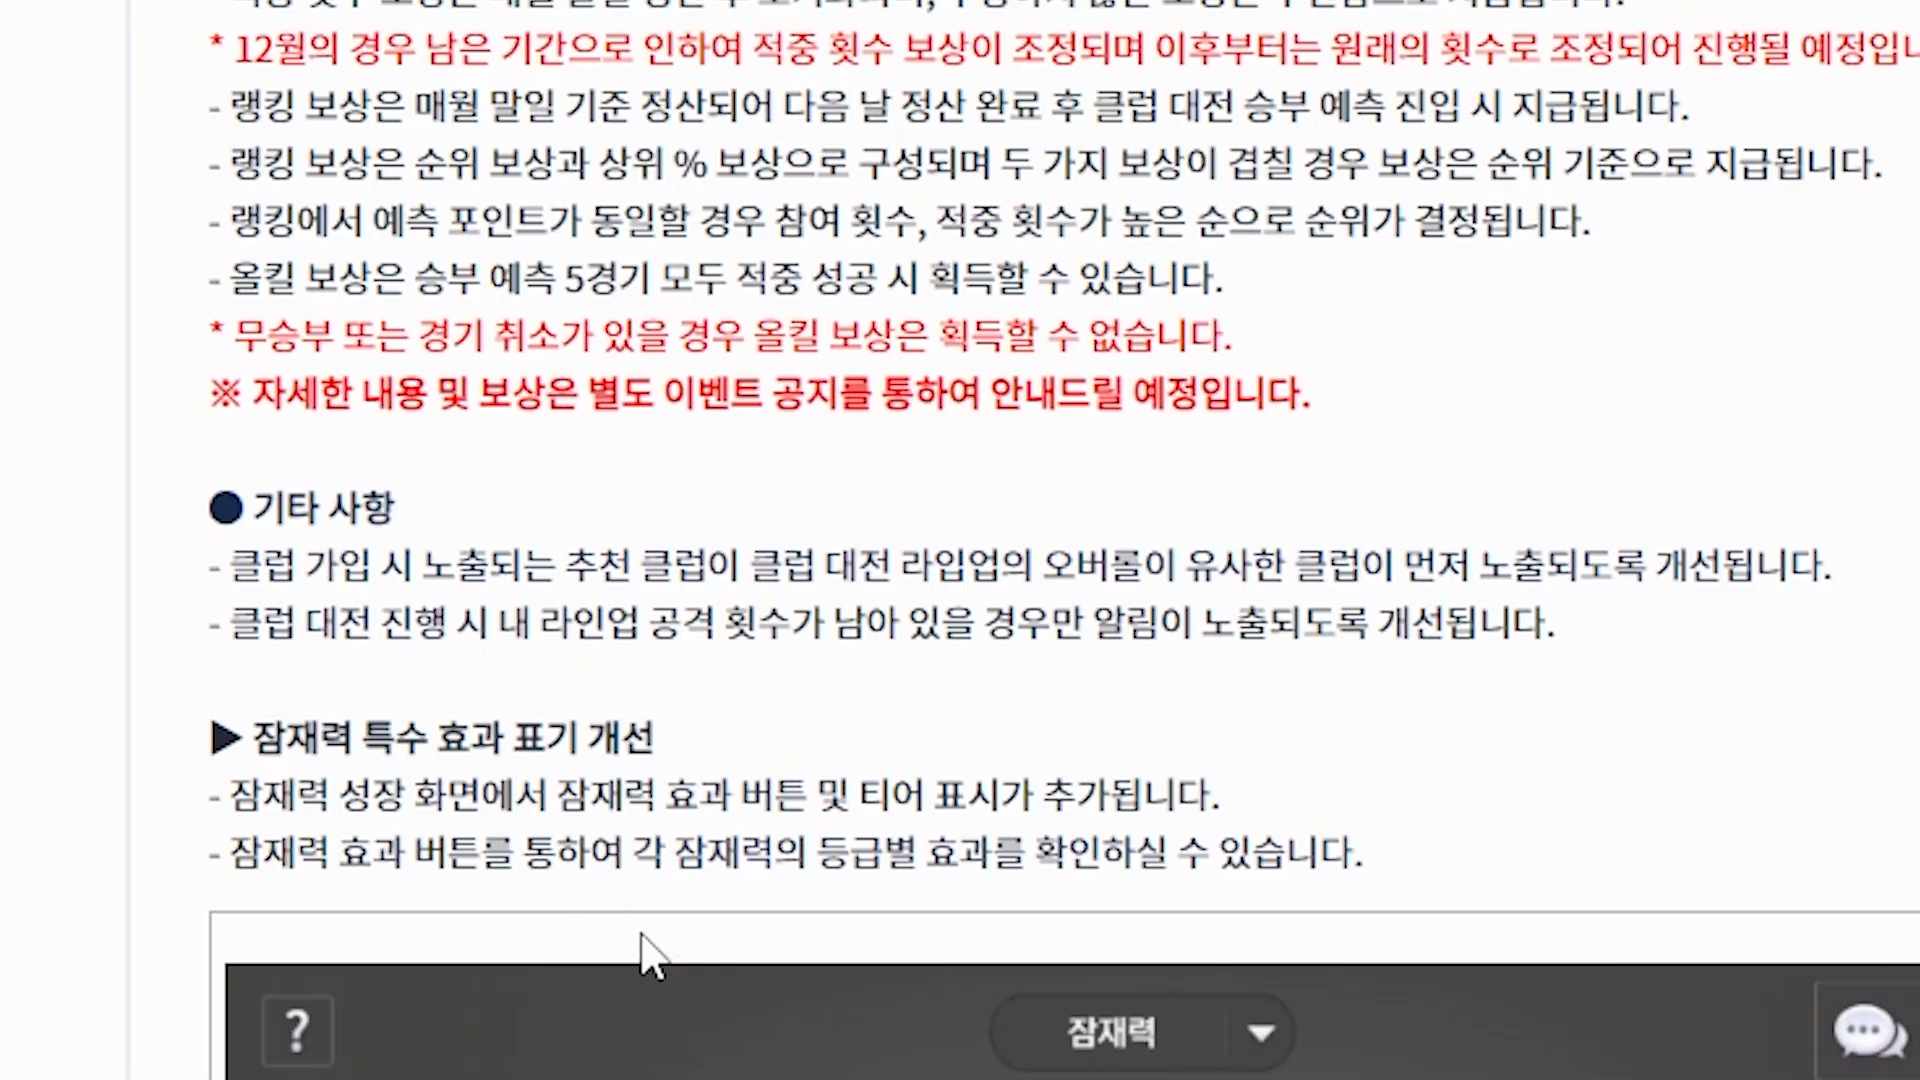 * 12월의 경우 남은 기간으로 인하여 적중 횟수 보상이 조정되며 이후부터는 원래의 횟수로 조정되어 진행될
- 랭킹 보상은 매월 말일 기준 정산되어 다음 날 정산 완료 후 클럽 대전 승부 예측 진입 시 지급됩니다.
- 랭킹 보상은 순위 보상과 상위 % 보상으로 구성되며 두 가지 보상이 겹칠 경우 보상은 순위 기준으로 지급됩니다.
- 랭킹에서 예측 포인트가 동일할 경우 참여 횟수, 적중 횟수가 높은 순으로 순위가 결정됩니다.
- 올킬 보상은 승부 예측 5경기 모두 적중 성공 시 획득할 수 있습니다.
* 무승부 또는 경기 취소가 있을 경우 올킬 보상은 획득할 수 없습니다.
※ 자세한 내용 및 보상은 별도 이벤트 공지를 통하여 안내드릴 예정입니다.
● 기타 사항
- 클럽 가입 시 노출되는 추천 클럽이 클럽 대전 라입업의 오버롤이 유사한 클럽이 먼저 노출되도록 개선됩니다.
- 클럽 대전 진행 시 내 라인업 공격 횟수가 남아 있을 경우만 알림이 노출되도록 개선됩니다.
▶ 잠재력 특수 효과 표기 개선
- 잠재력 성장 화면에서 잠재력 효과 버튼 및 티어 표시가 추가됩니다.
- 잠재력 효과 버튼를 통하여 각 잠재력의 등급별 효과를 확인하실 수 있습니다.
?
잠재력